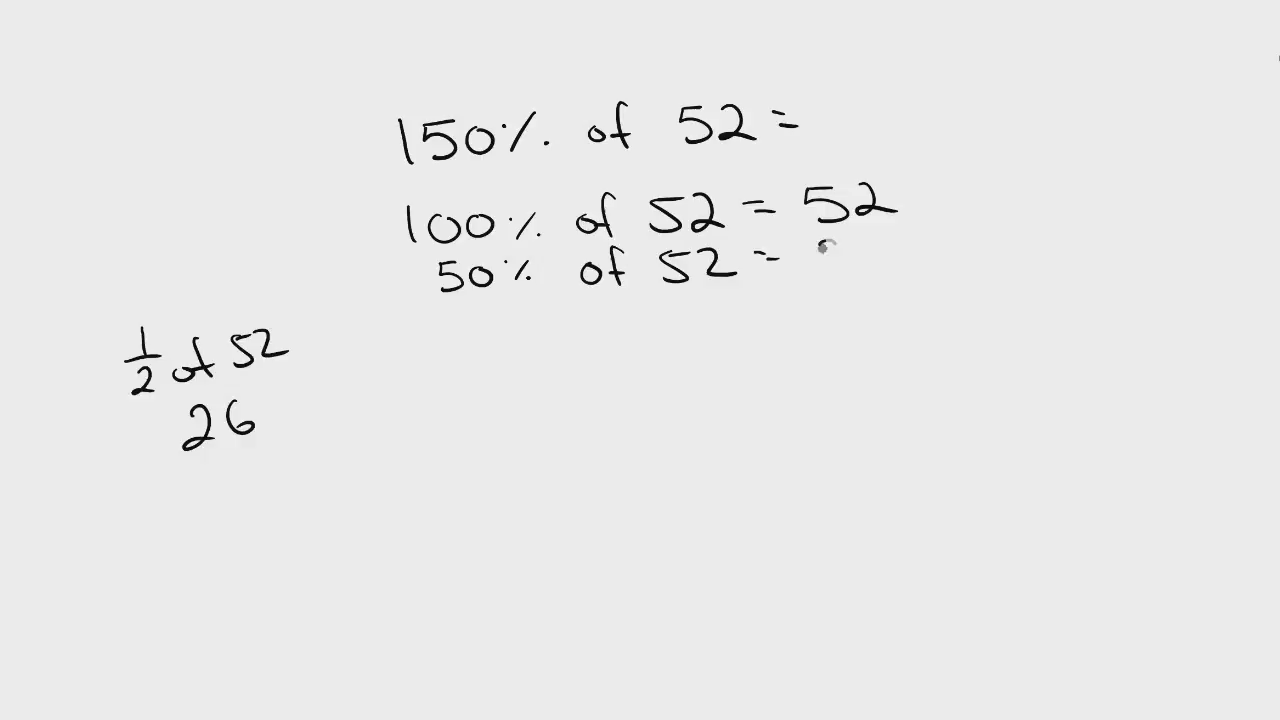 150% of 52 =
100% of 52 = 52
50% of 52 =
1/2 of 52
26